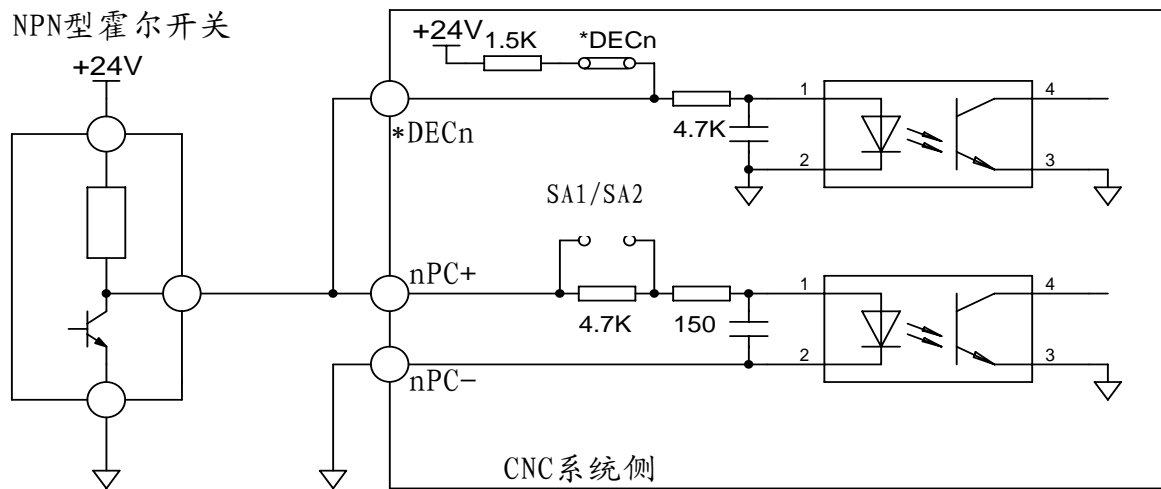 NPN型霍尔开关
+24V
+24V
1.5K
*DECn
*DECn
4.7K
1
2
4
3
SA1/SA2
nPC+
4.7K
150
1
2
4
3
nPC-
CNC系统侧